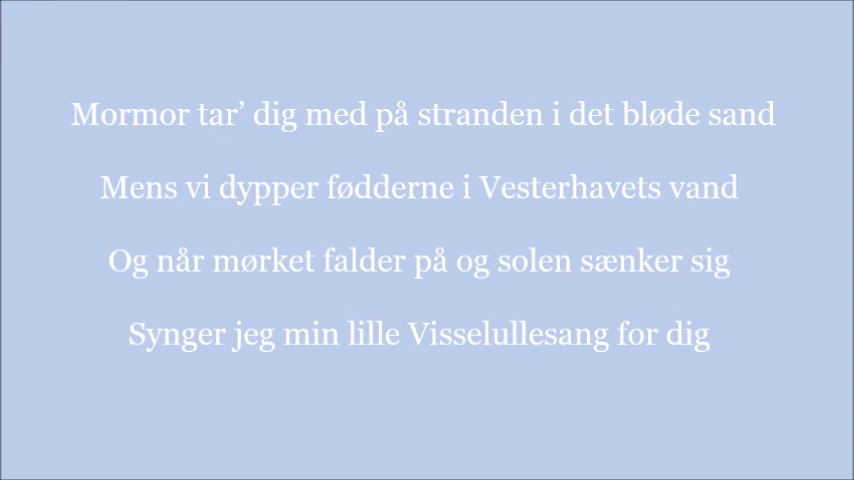 Mormor tar’ dig med på stranden i det bløde sand
Mens vi dypper fødderne i Vesterhavets vand
Og når mørket falder på og solen sænker sig
Synger jeg min lille Visselullesang for dig